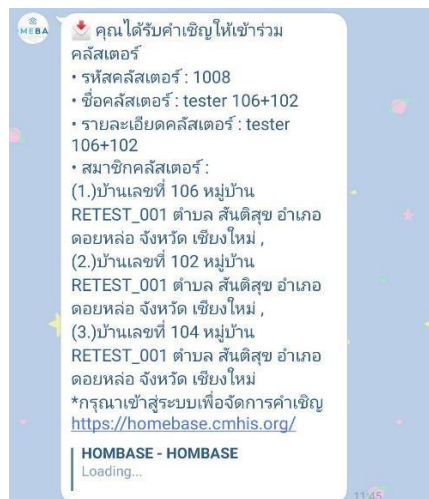 MEBA
📩 คุณได้รับคำเชิญให้เข้าร่วม
คลัสเตอร์
• รหัสคลัสเตอร์ : 1008
• ชื่อคลัสเตอร์ : tester 106+102
• รายละเอียดคลัสเตอร์ : tester
106+102
• สมาชิกคลัสเตอร์ :
(1.)บ้านเลขที่ 106 หมู่บ้าน
RETEST_001 ตำบล สันติสุข อำเภอ
ดอยหล่อ จังหวัด เชียงใหม่ ,
(2.)บ้านเลขที่ 102 หมู่บ้าน
RETEST_001 ตำบล สันติสุข อำเภอ
ดอยหล่อ จังหวัด เชียงใหม่ ,
(3.)บ้านเลขที่ 104 หมู่บ้าน
RETEST_001 ตำบล สันติสุข อำเภอ
ดอยหล่อ จังหวัด เชียงใหม่
*กรุณาเข้าสู่ระบบเพื่อจัดการคำเชิญ
https://homebase.cmhis.org/
HOMBASE - HOMBASE
Loading...
11:45